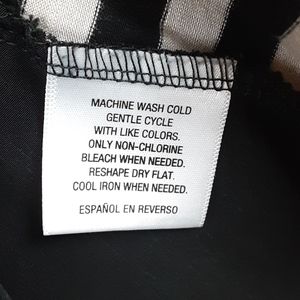 MACHINE WASH COLD
GENTLE CYCLE
WITH LIKE COLORS.
ONLY NON-CHLORINE
BLEACH WHEN NEEDED.
RESHAPE DRY FLAT.
COOL IRON WHEN NEEDED.
ESPAÑOL EN REVERSO